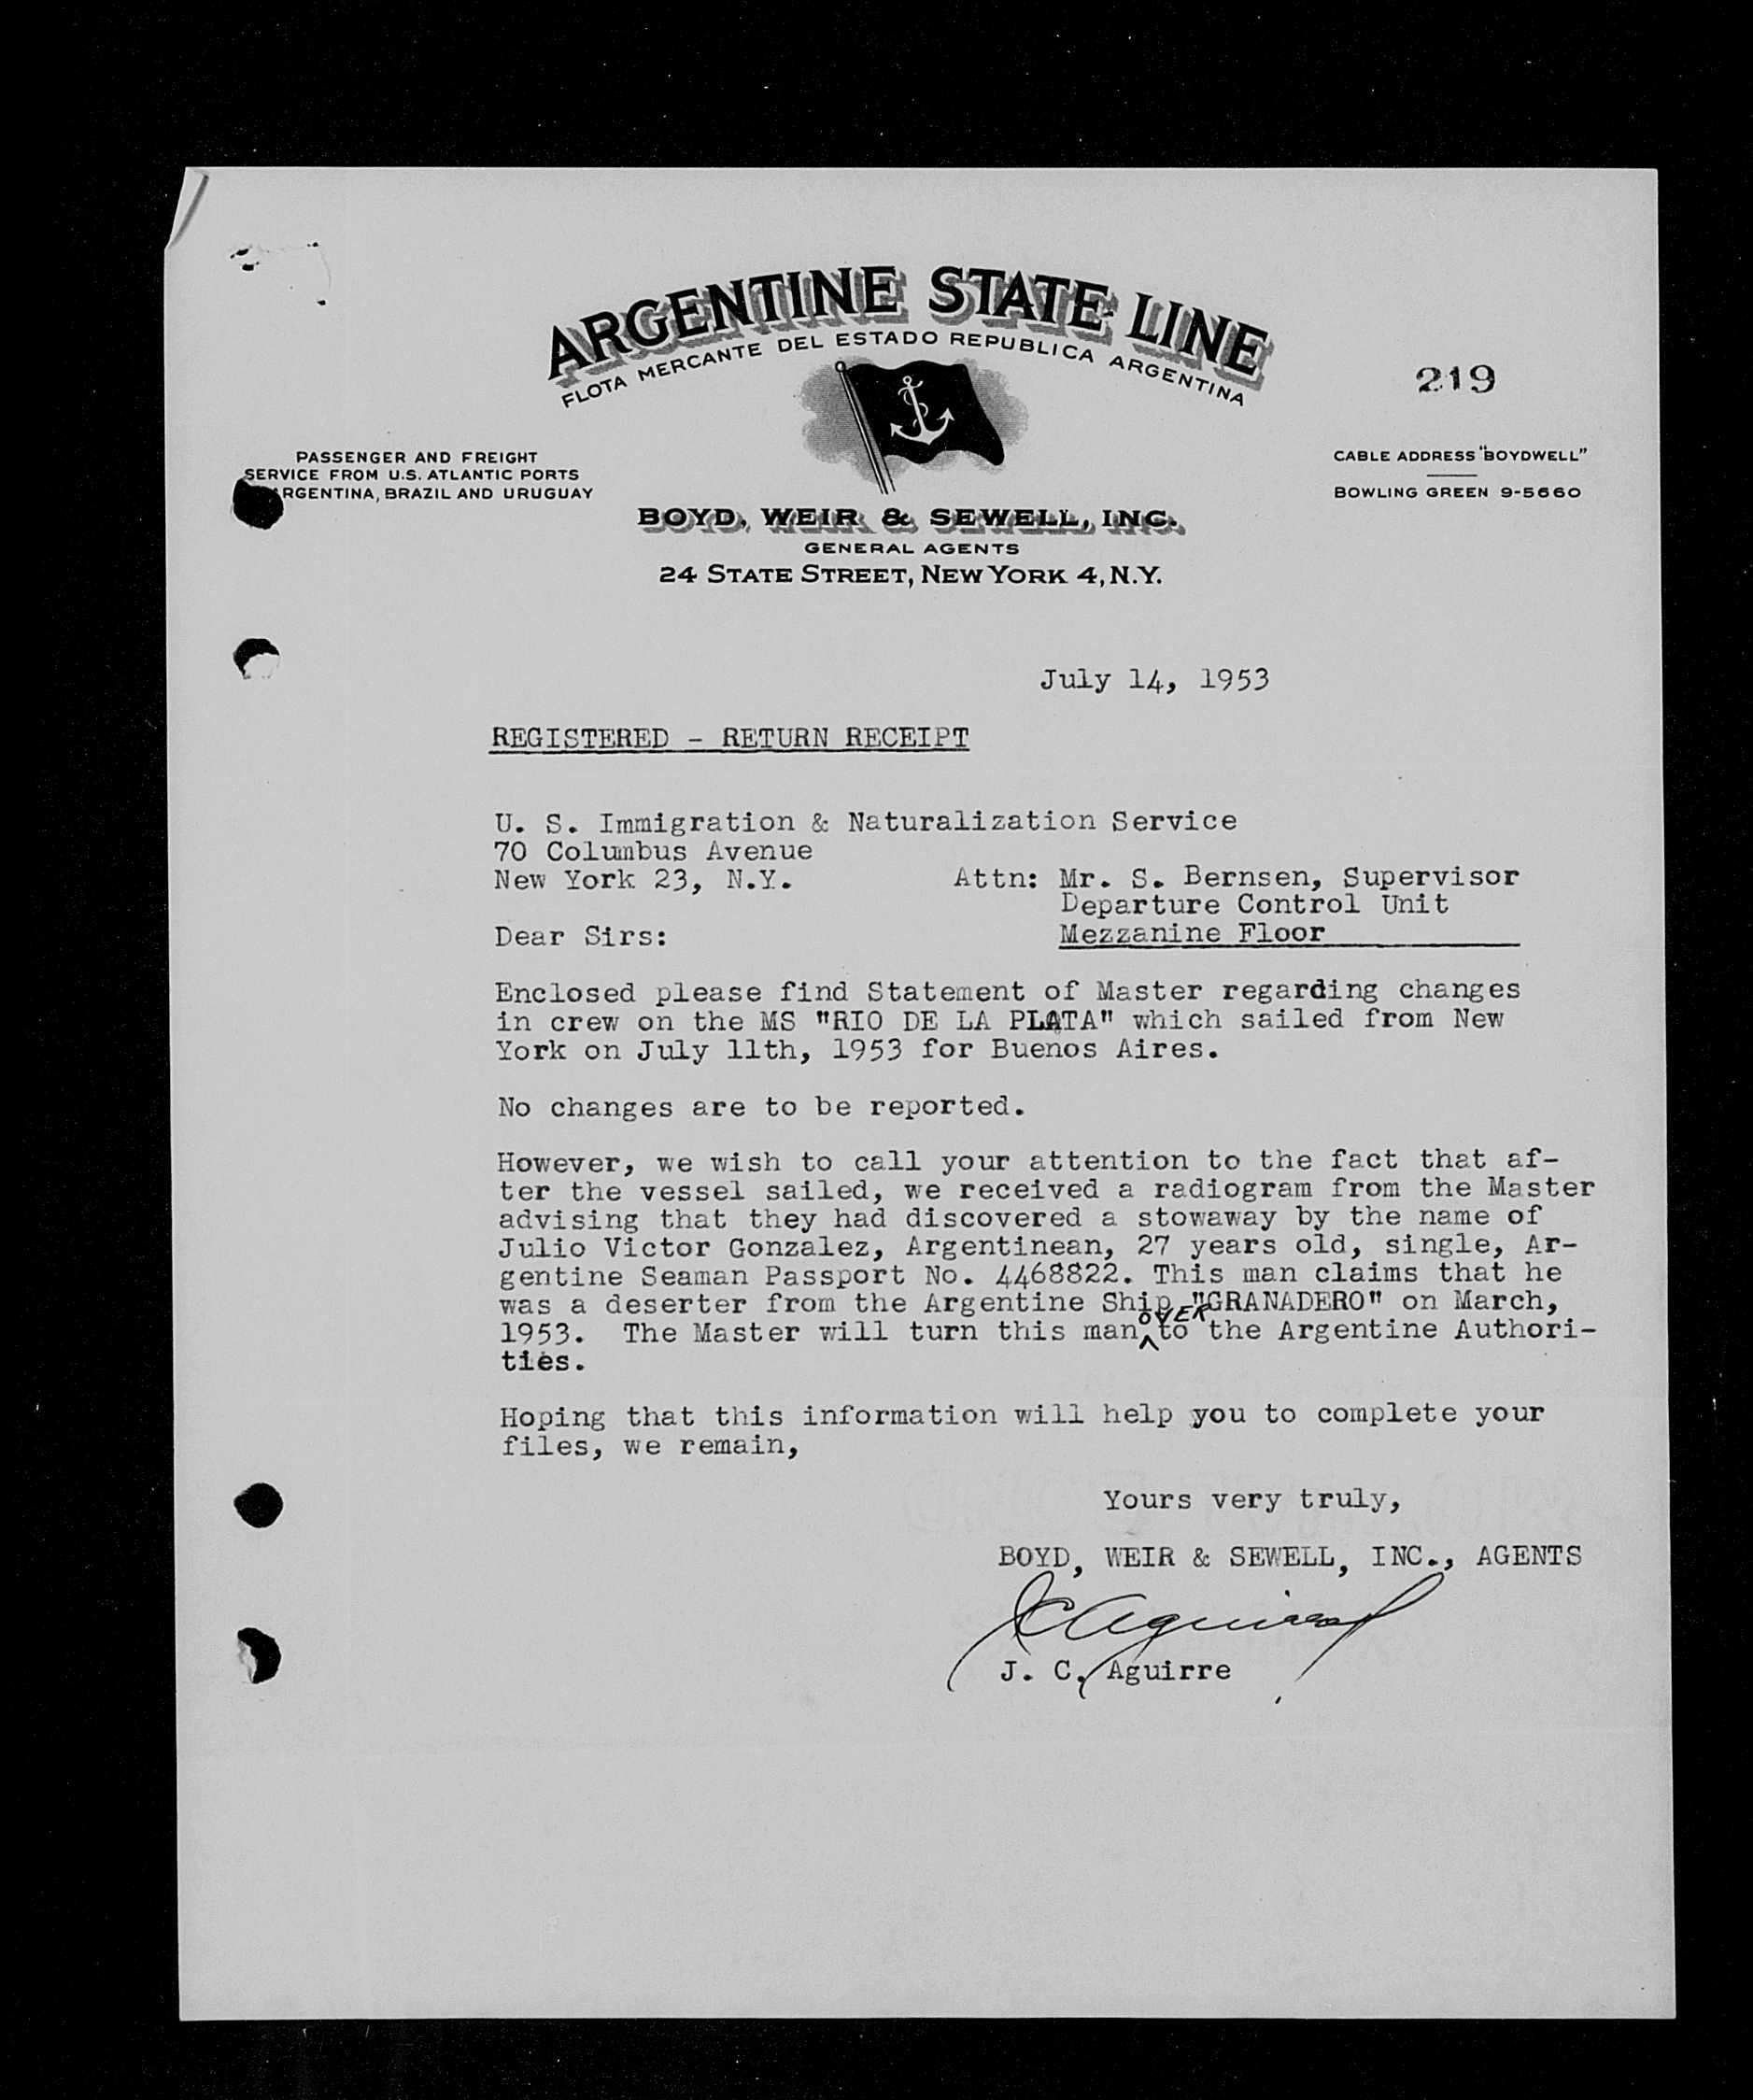 ARGENTINE STATE LINE
FLOTA MERCANTE DEL ESTADO REPUBLICA ARGENTINA
219
PASSENGER AND FREIGHT
SERVICE FROM U.S. ATLANTIC PORTS
ARGENTINA, BRAZIL AND URUGUAY
CABLE ADDRESS "BOYDWELL"
BOWLING GREEN 9-5660
BOYD, WEIR & SEWELL, INC.
GENERAL AGENTS
24 STATE STREET, NEW YORK 4, N.Y.
July 14, 1953
REGISTERED - RETURN RECEIPT
U. S. Immigration & Naturalization Service
70 Columbus Avenue
New York 23, N.Y.
Attn: Mr. S. Bernsen, Supervisor
Departure Control Unit
Mezzanine Floor
Dear Sirs:
Enclosed please find Statement of Master regarding changes
in crew on the MS "RIO DE LA PLATA" which sailed from New
York on July 11th, 1953 for Buenos Aires.
No changes are to be reported.
However, we wish to call your attention to the fact that af-
ter the vessel sailed, we received a radiogram from the Master
advising that they had discovered a stowaway by the name of
Julio Victor Gonzalez, Argentinean, 27 years old, single, Ar-
gentine Seaman Passport No. 4468822. This man claims that he
was a deserter from the Argentine Ship "GRANADERO" on March,
1953. The Master will turn this man OVER to the Argentine Authori-
ties.
Hoping that this information will help you to complete your
files, we remain,
Yours very truly,
BOYD, WEIR & SEWELL, INC., AGENTS
JC Aguirre
J. C. Aguirre